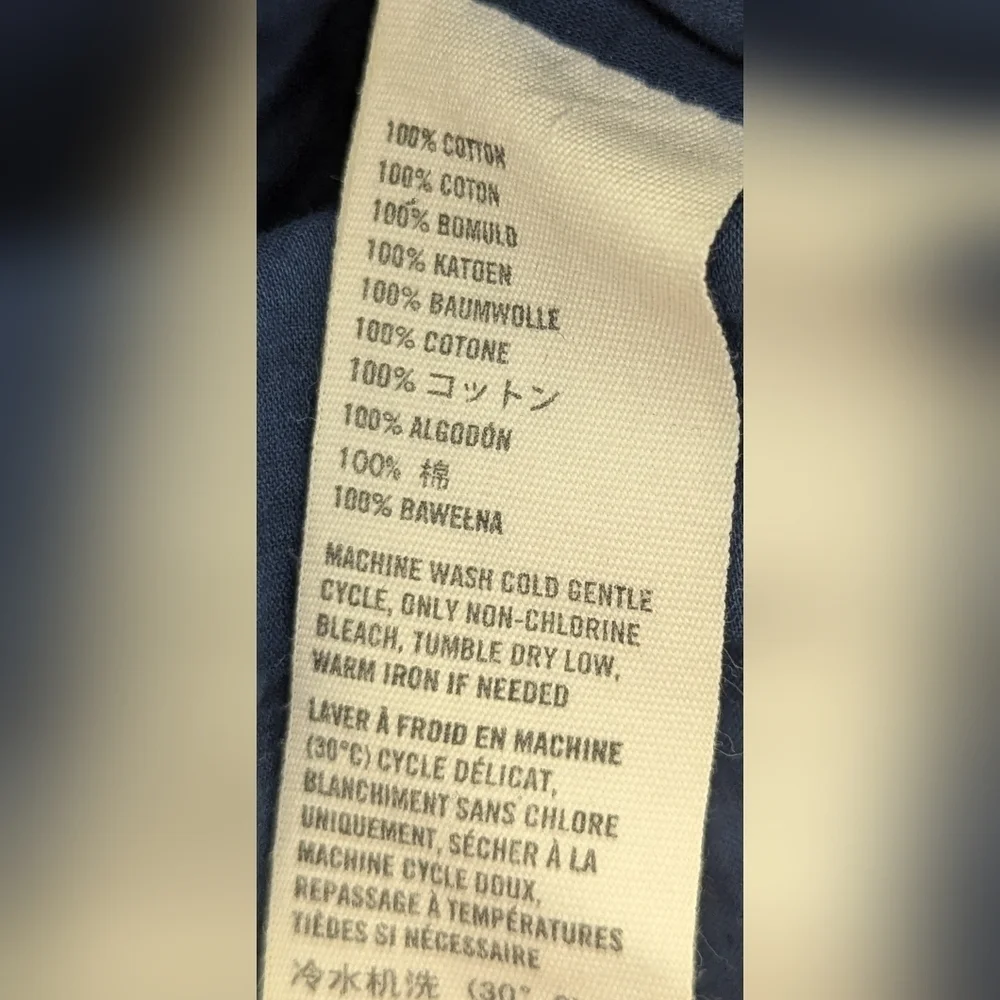 100% COTTON
100% COTON
100% BOMULD
100% KATOEN
100% BAUMWOLLE
100% COTONE
100% コットン
100% ALGODÓN
100% 棉
100% BAWEŁNA
MACHINE WASH COLD GENTLE
CYCLE, ONLY NON-CHLORINE
BLEACH, TUMBLE DRY LOW,
WARM IRON IF NEEDED
LAVER À FROID EN MACHINE
(30°C) CYCLE DÉLICAT,
BLANCHIMENT SANS CHLORE
UNIQUEMENT, SÉCHER À LA
MACHINE CYCLE DOUX,
REPASSAGE À TEMPÉRATURES
TIÈDES SI NÉCESSAIRE
冷水机洗 (30°